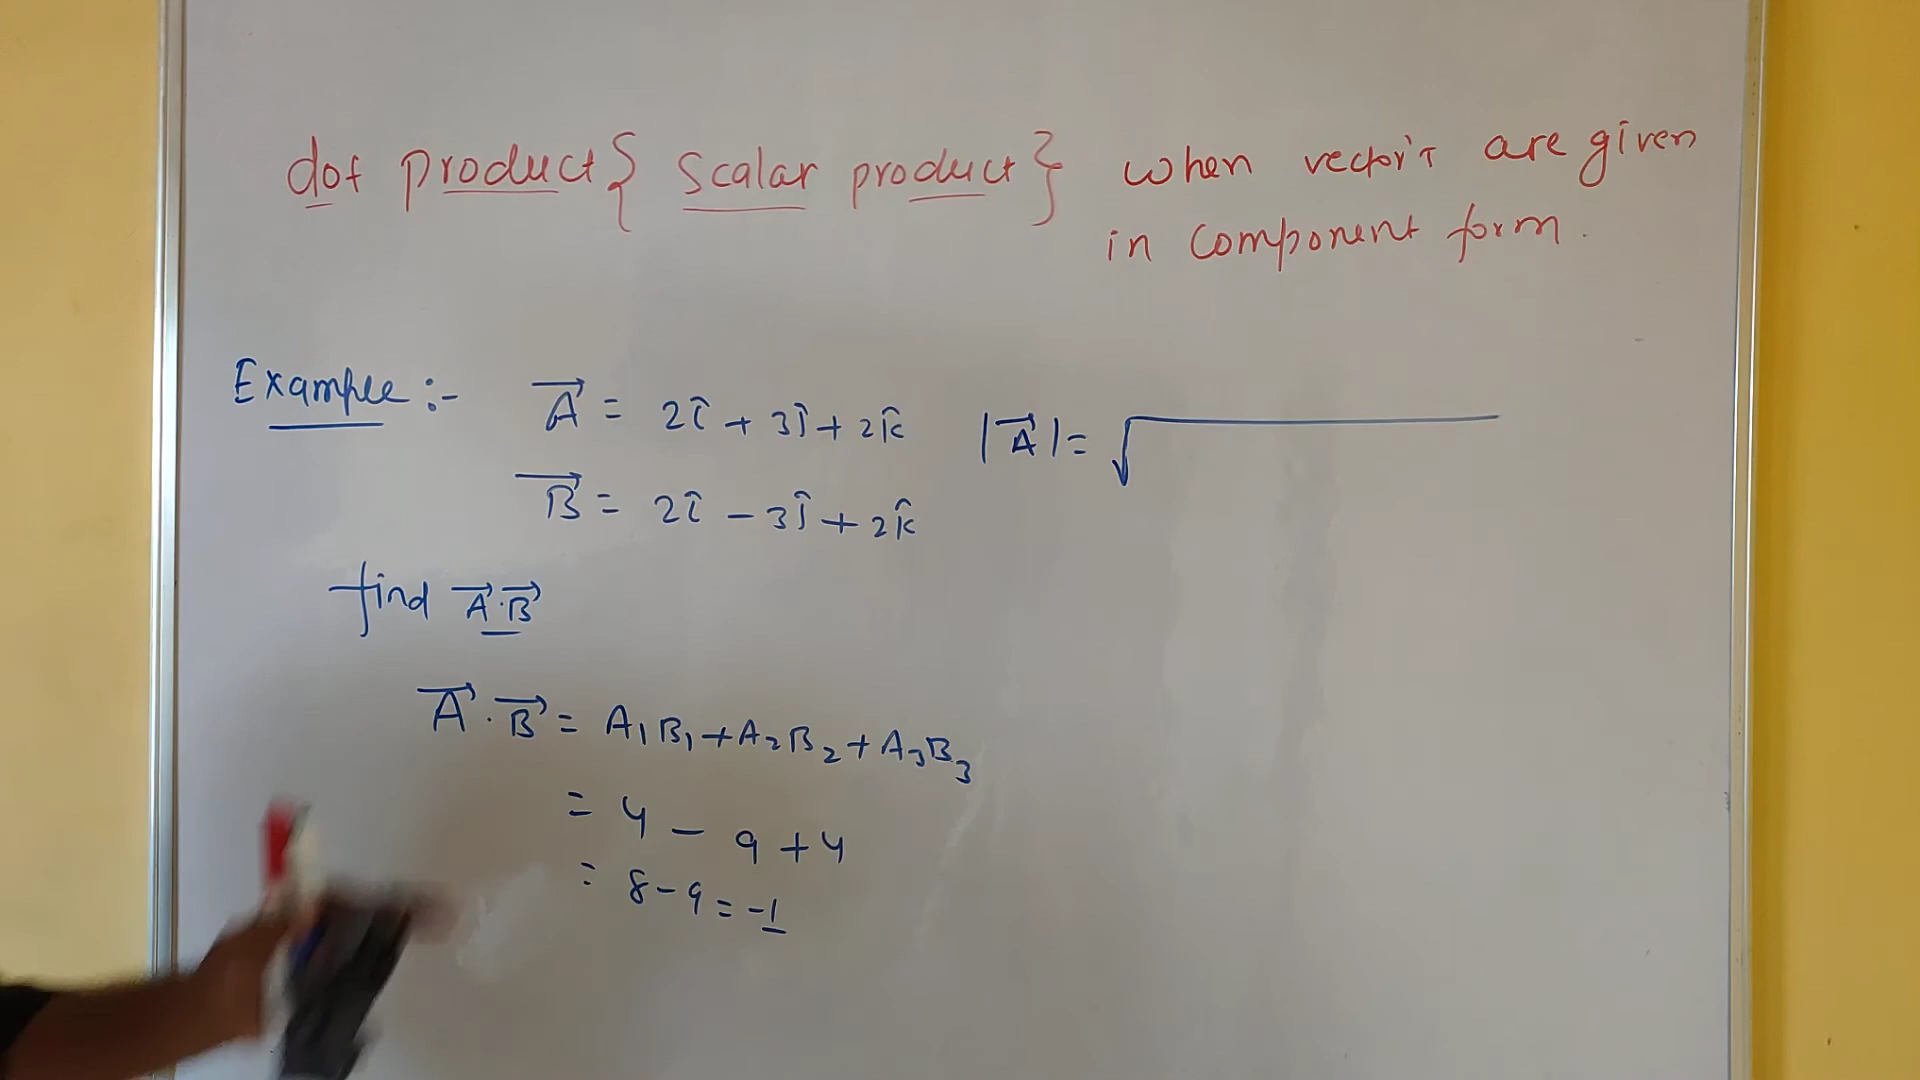 dot product { scalar product } when vector's are given
in component form.
Example :- A⃗ = 2î + 3ĵ + 2k̂
|A⃗| = √
B⃗ = 2î − 3ĵ + 2k̂
find A⃗.B⃗
A⃗.B⃗ = A₁B₁ + A₂B₂ + A₃B₃
= 4 − 9 + 4
= 8 − 9 = −1